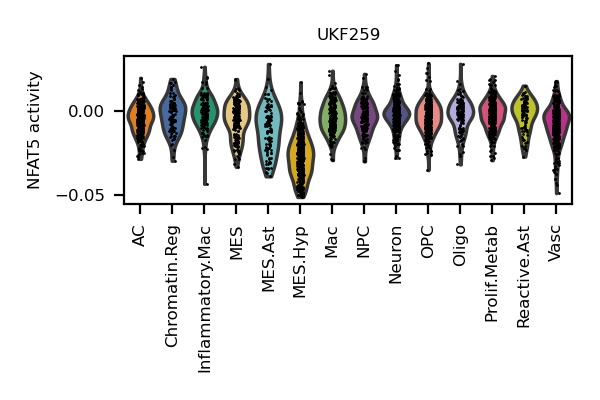 UKF259
NFAT5 activity
0.00
−0.05
AC
Chromatin.Reg
Inflammatory.Mac
MES
MES.Ast
MES.Hyp
Mac
NPC
Neuron
OPC
Oligo
Prolif.Metab
Reactive.Ast
Vasc